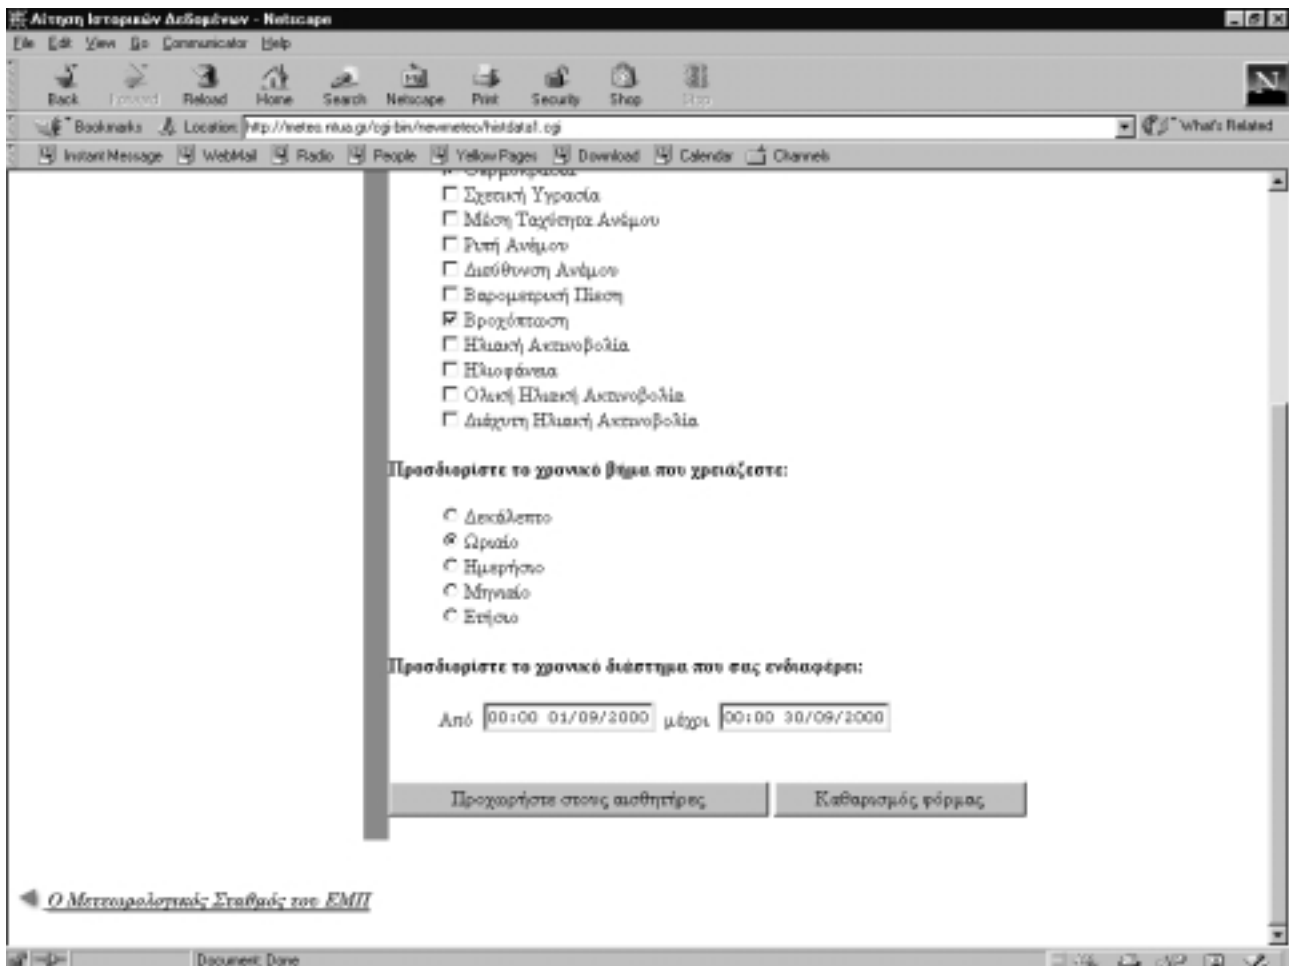 Αίτηση Ιστορικών Δεδομένων - Netscape
File Edit View Go Communicator Help
Back Forward Reload Home Search Netscape Print Security Shop Stop
Bookmarks Location: http://meteo.ntua.gr/cgi-bin/newmeteo/histdata1.cgi What's Related
Instant Message WebMail Radio People Yellow Pages Download Calendar Channels
Θερμοκρασία
Σχετική Υγρασία
Μέση Ταχύτητα Ανέμου
Ριπή Ανέμου
Διεύθυνση Ανέμου
Βαρομετρική Πίεση
Βροχόπτωση
Ηλιακή Ακτινοβολία
Ηλιοφάνεια
Ολική Ηλιακή Ακτινοβολία
Διάχυτη Ηλιακή Ακτινοβολία
Προσδιορίστε το χρονικό βήμα που χρειάζεστε:
Δεκάλεπτο
Ωριαίο
Ημερήσιο
Μηνιαίο
Ετήσιο
Προσδιορίστε το χρονικό διάστημα που σας ενδιαφέρει:
Από 00:00 01/09/2000 μέχρι 00:00 30/09/2000
Προχωρήστε στους αισθητήρες Καθαρισμός φόρμας
Ο Μετεωρολογικός Σταθμός του ΕΜΠ
Document: Done